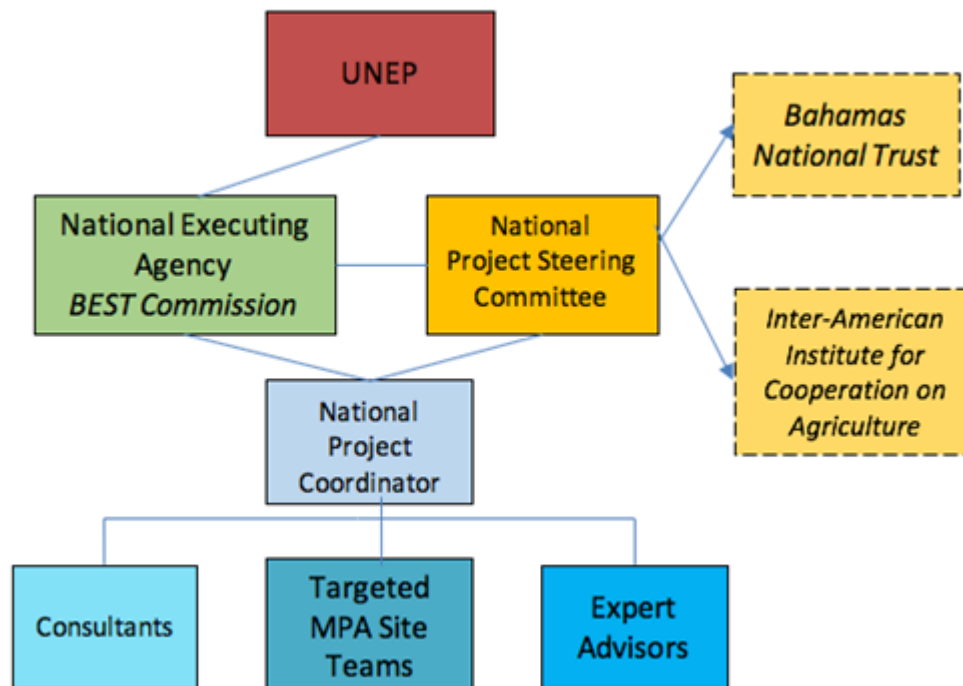 UNEP
Bahamas
National Trust
National Executing
Agency
BEST Commission
National
Project Steering
Committee
Inter-American
Institute for
Cooperation on
Agriculture
National
Project
Coordinator
Consultants
Targeted
MPA Site
Teams
Expert
Advisors